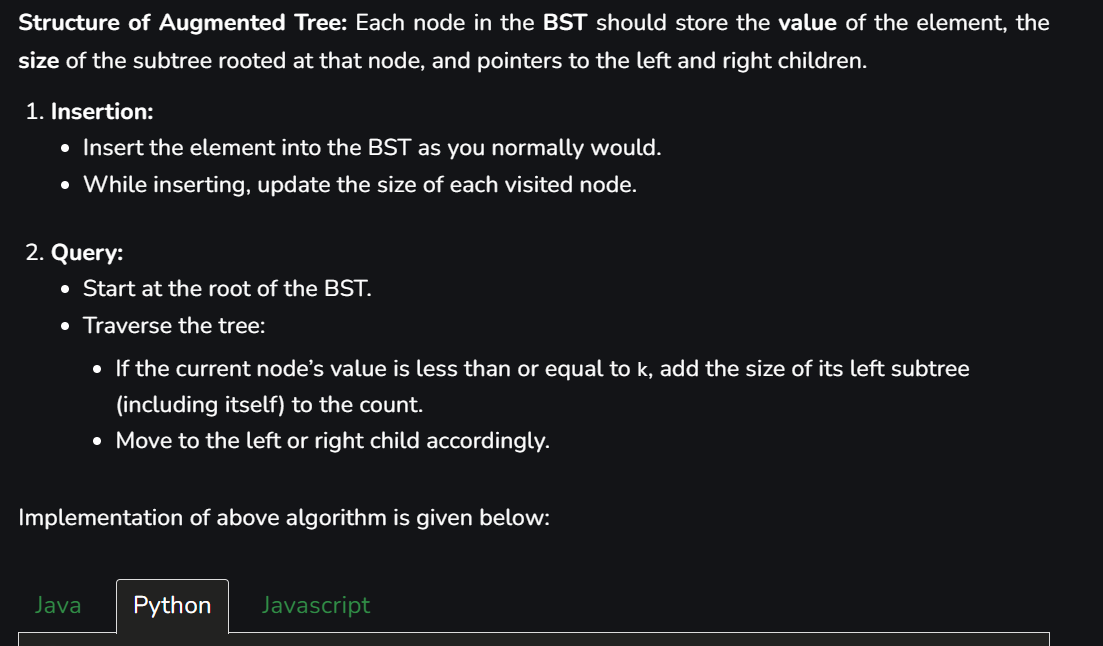 Structure of Augmented Tree: Each node in the BST should store the value of the element, the
size of the subtree rooted at that node, and pointers to the left and right children.
1. Insertion:
• Insert the element into the BST as you normally would.
• While inserting, update the size of each visited node.
2. Query:
• Start at the root of the BST.
• Traverse the tree:
• If the current node’s value is less than or equal to k, add the size of its left subtree
(including itself) to the count.
• Move to the left or right child accordingly.
Implementation of above algorithm is given below:
Java Python Javascript